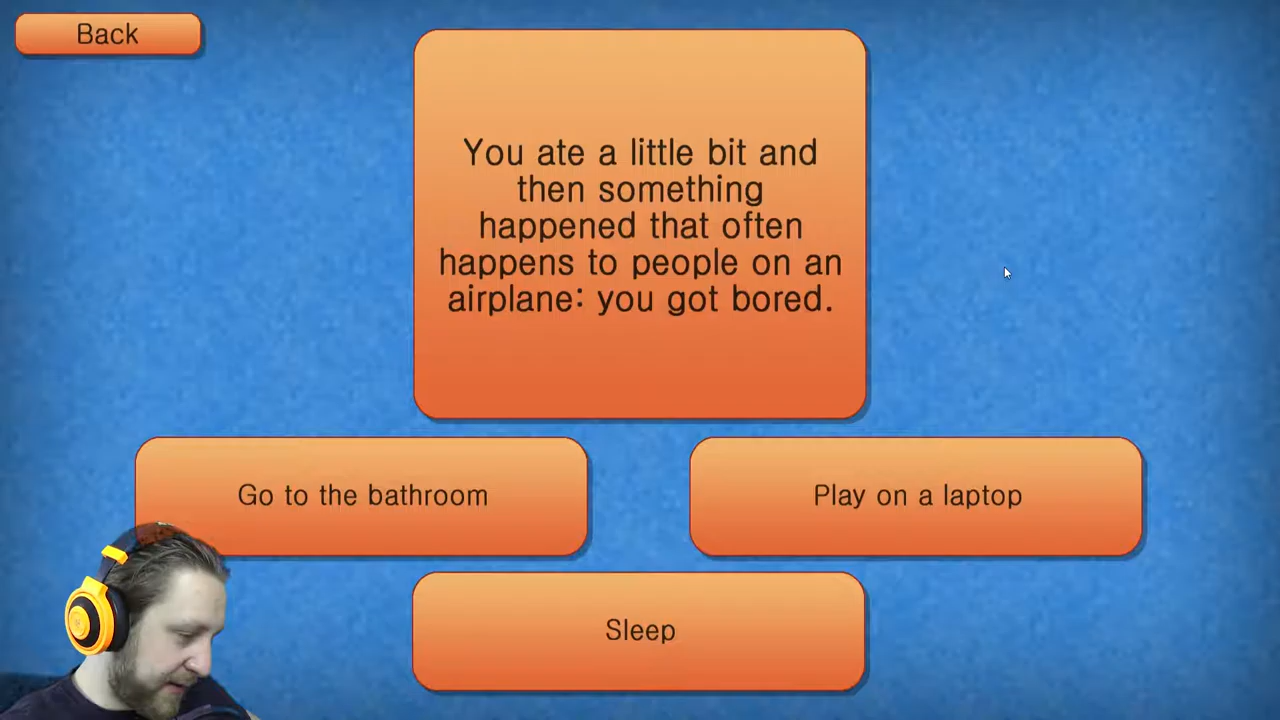 Back
You ate a little bit and
then something
happened that often
happens to people on an
airplane: you got bored.
Go to the bathroom
Play on a laptop
Sleep